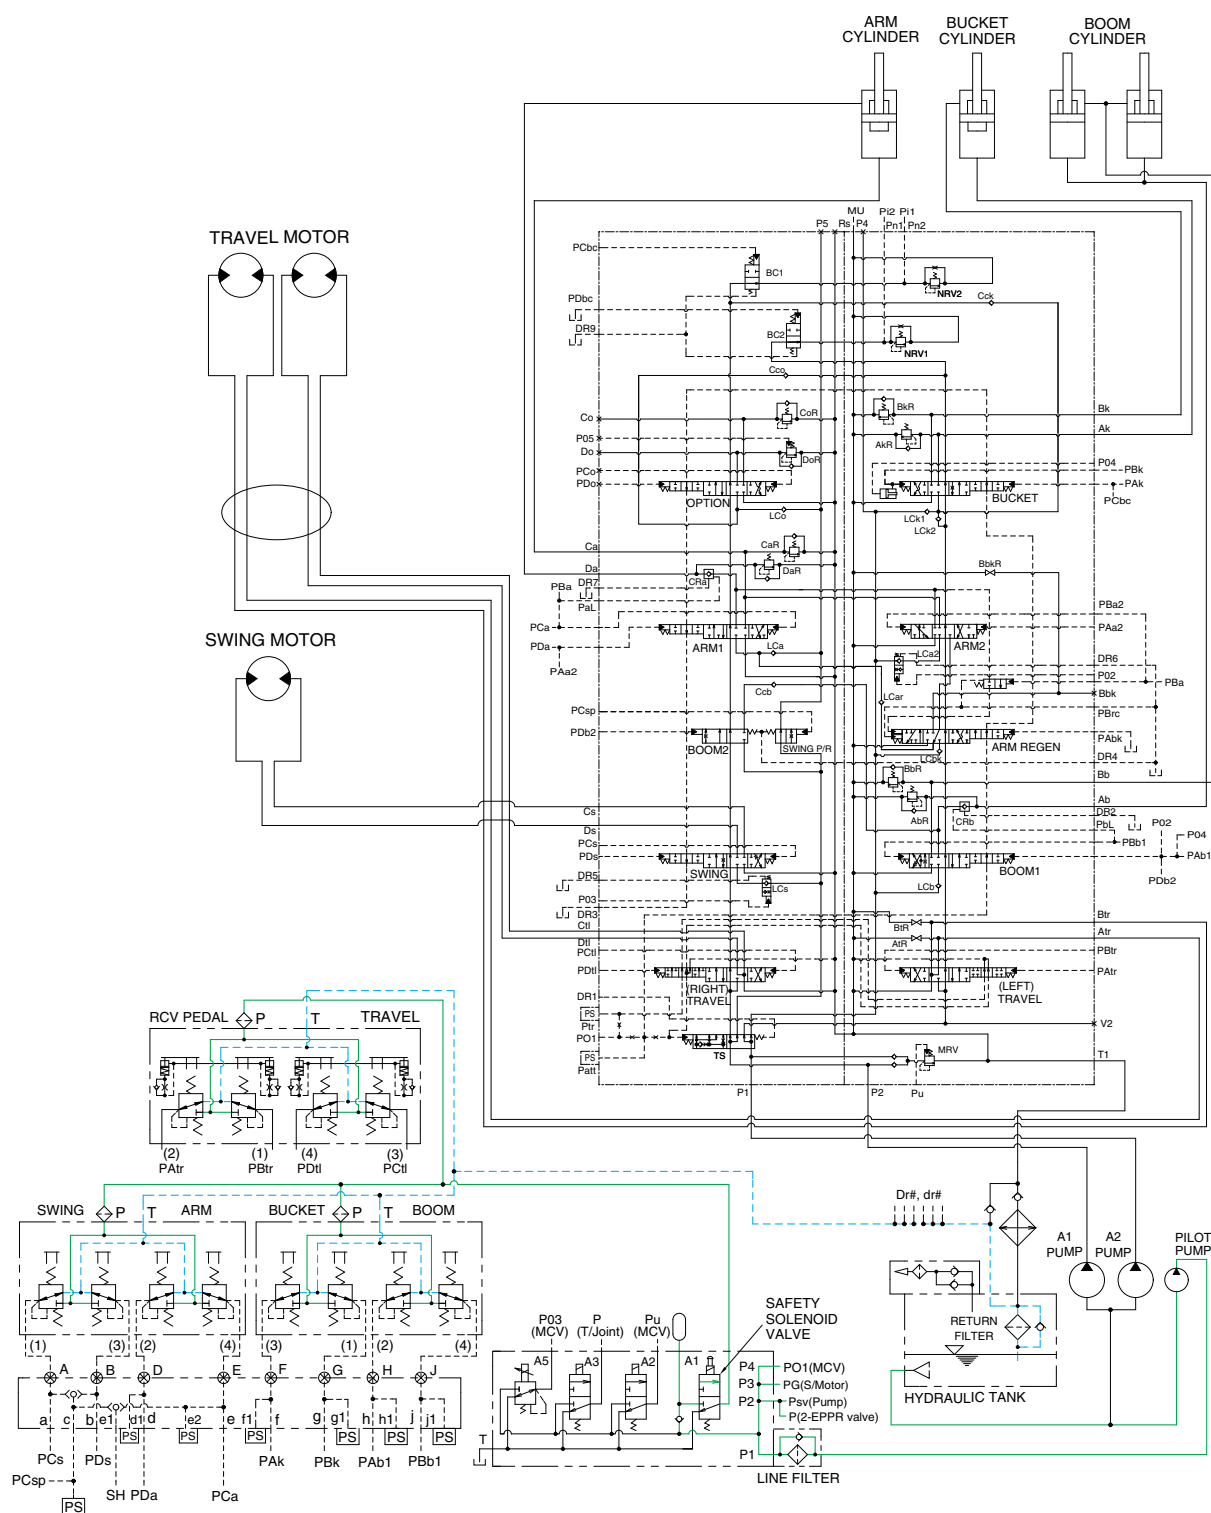 ARM
CYLINDER
BUCKET
CYLINDER
BOOM
CYLINDER
TRAVEL MOTOR
SWING MOTOR
P5
Rs
MU
P4
Pi2
Pi1
Pn1
Pn2
PCbc
BC1
NRV2
Cck
PDbc
DR9
BC2
NRV1
Cco
Co
CoR
BkR
Bk
AkR
Ak
P05
Do
DoR
PCo
PDo
P04
PBk
PAk
PCbc
OPTION
BUCKET
LCo
LCk1
LCk2
Ca
CaR
Da
CRa
DaR
BbkR
PBa
DR7
PaL
PBa2
PCa
PAa2
PDa
ARM1
ARM2
PAa2
LCa
LCa2
DR6
P02
PBa
Ccb
LCar
Bbk
PCsp
PBrc
PDb2
BOOM2
SWING P/R
ARM REGEN
PAbk
LCbk
DR4
BbR
Bb
Ab
Cs
AbR
CRb
DR2
Ds
PbL
P02
P04
PCs
PBb1
PDs
PAb1
SWING
BOOM1
PDb2
DR5
LCs
LCb
P03
DR3
Ctl
BtR
Btr
Dtl
AtR
Atr
PCtl
PBtr
PDtl
PAtr
(RIGHT)
TRAVEL
(LEFT)
TRAVEL
DR1
PS
Ptr
PO1
PS
Patt
TS
V2
MRV
T1
P1
P2
Pu
RCV PEDAL
P
T
TRAVEL
(2)
PAtr
(1)
PBtr
(4)
PDtl
(3)
PCtl
SWING
P
T
ARM
BUCKET
P
T
BOOM
(1)
(3)
(2)
(4)
(3)
(1)
(2)
(4)
A
B
D
E
F
G
H
J
a
c
b
e1
d1
d
e2
e
f1
f
g
g1
h
h1
j
j1
PS
PS
PS
PS
PS
PS
PCs
PDs
PAk
PBk
PAb1
PBb1
PCsp
PS
SH
PDa
PCa
P03
(MCV)
P
(T/Joint)
Pu
(MCV)
SAFETY
SOLENOID
VALVE
A5
A3
A2
A1
P4
PO1(MCV)
P3
PG(S/Motor)
P2
Psv(Pump)
P(2-EPPR valve)
T
P1
LINE FILTER
Dr#, dr#
A1
PUMP
A2
PUMP
PILOT
PUMP
RETURN
FILTER
HYDRAULIC TANK